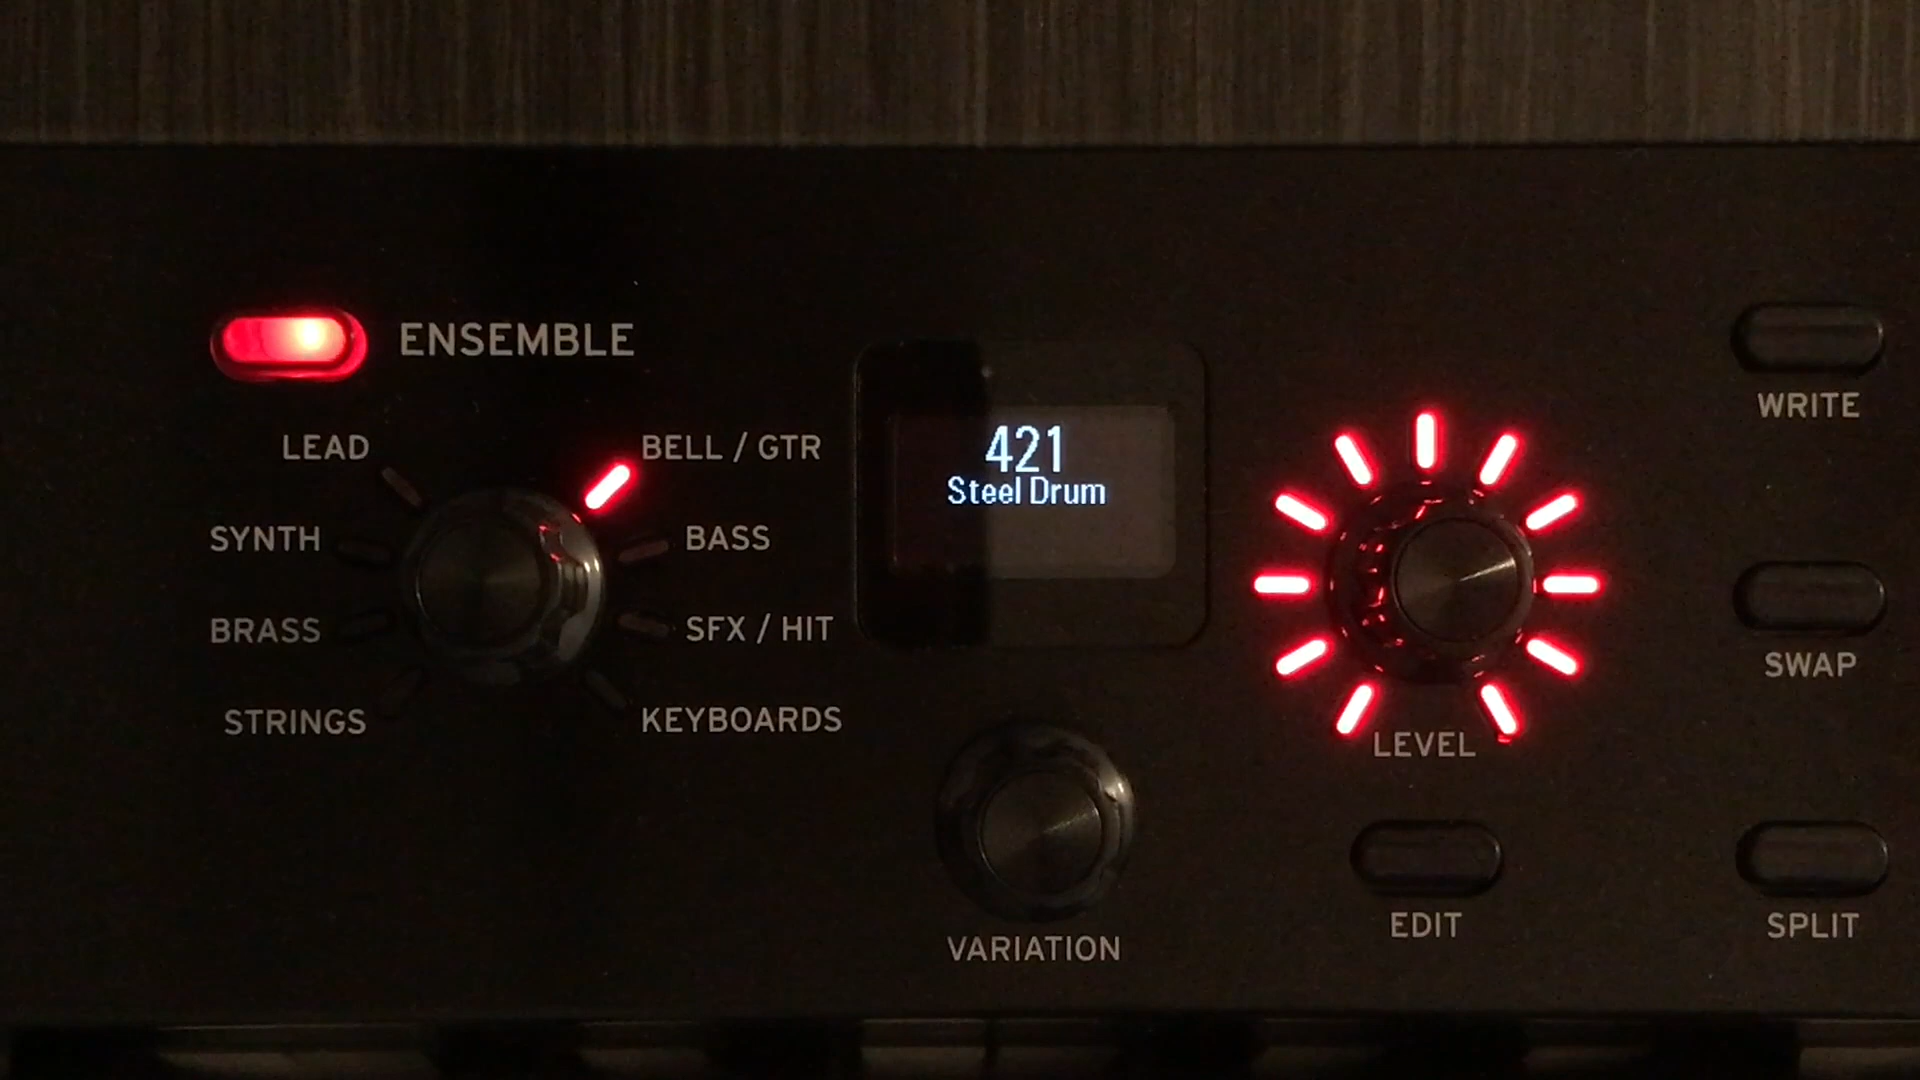 ENSEMBLE
LEAD
BELL / GTR
SYNTH
BASS
BRASS
SFX / HIT
STRINGS
KEYBOARDS
421
Steel Drum
VARIATION
LEVEL
EDIT
WRITE
SWAP
SPLIT